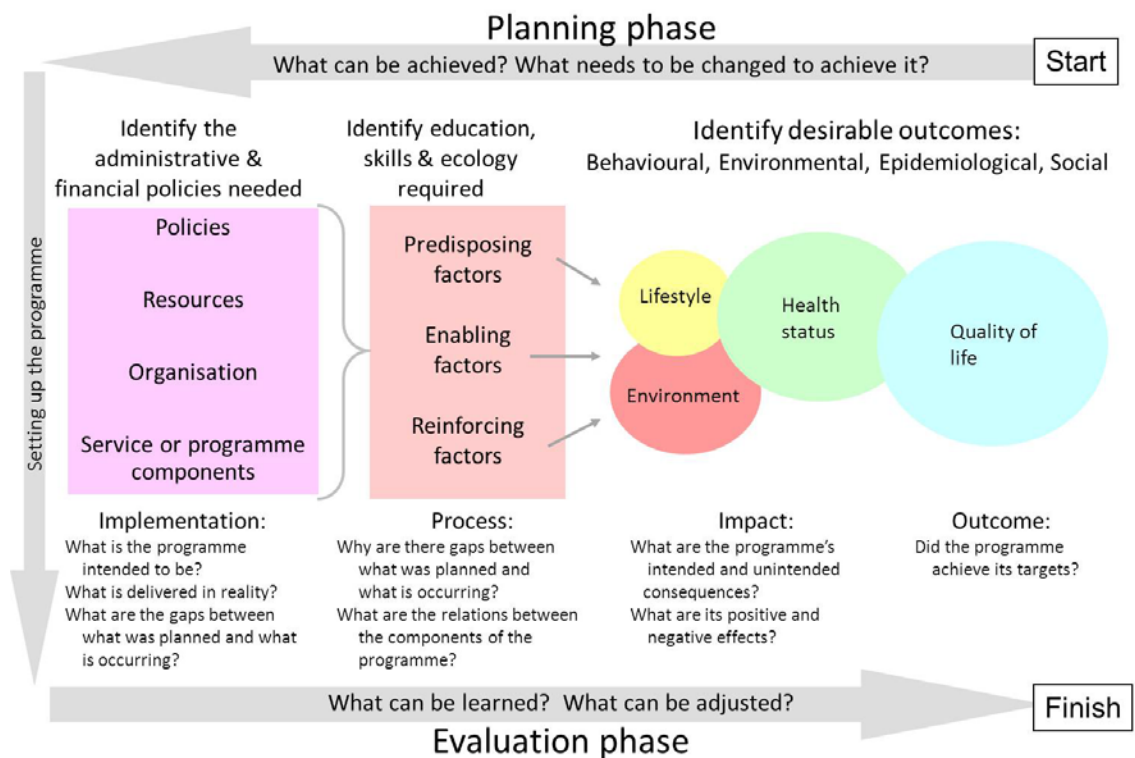 Planning phase
What can be achieved? What needs to be changed to achieve it?
Start
Identify the
administrative &
financial policies needed
Identify education,
skills & ecology
required
Identify desirable outcomes:
Behavioural, Environmental, Epidemiological, Social
Setting up the programme
Policies
Resources
Organisation
Service or programme
components
Predisposing
factors
Enabling
factors
Reinforcing
factors
Lifestyle
Environment
Health
status
Quality of
life
Implementation:
What is the programme
intended to be?
What is delivered in reality?
What are the gaps between
what was planned and what
is occurring?
Process:
Why are there gaps between
what was planned and
what is occurring?
What are the relations between
the components of the
programme?
Impact:
What are the programme's
intended and unintended
consequences?
What are its positive and
negative effects?
Outcome:
Did the programme
achieve its targets?
What can be learned? What can be adjusted?
Finish
Evaluation phase